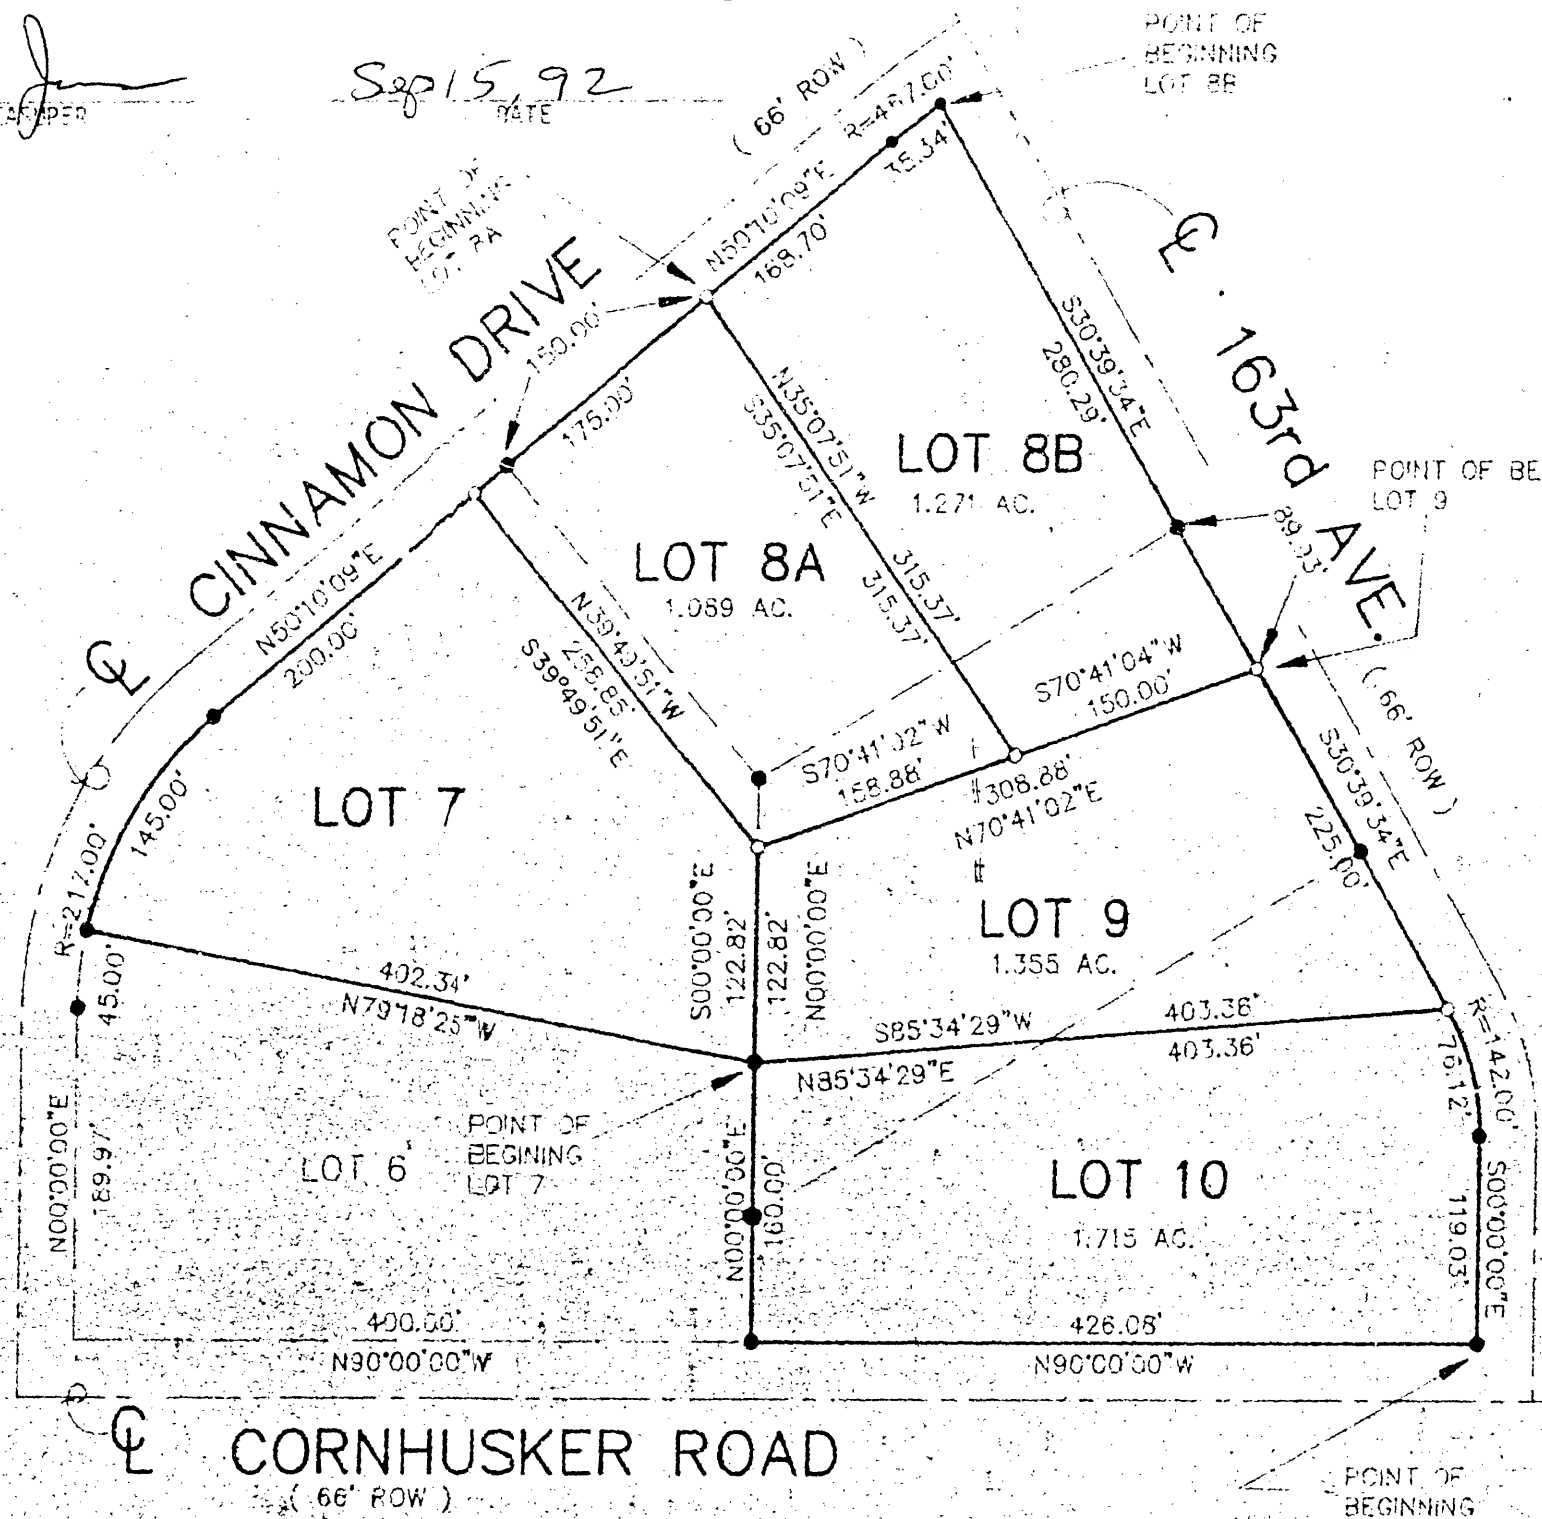 Sep 15, 92
DATE
POINT OF
BEGINNING
LOT 8B
( 66' ROW )
R=467.00'
35.34'
POINT OF
BEGINNING
N50°10'09"E
168.70'
150.00'
175.00'
CINNAMON DRIVE
℄
℄ 163rd AVE.
( 66' ROW )
S30°39'34"E
280.29'
N35°07'51"W
S35°07'51"E
315.37'
315.37'
LOT 8B
1.271 AC.
LOT 8A
1.089 AC.
POINT OF BE
LOT 9
89.93'
N50°10'09"E
200.00'
N39°49'51"W
258.85'
S39°49'51"E
S70°41'04"W
150.00'
S70°41'02"W
158.88'
#308.88'
N70°41'02"E
#
S30°39'34"E
225.00'
LOT 7
145.00'
R=217.00'
45.00'
402.34'
N79°18'25"W
S00°00'00"E
122.82'
122.82'
N00°00'00"E
LOT 9
1.355 AC.
S85°34'29"W
403.36'
N85°34'29"E
403.36'
R=142.00'
76.12'
POINT OF
BEGINING
LOT 7
LOT 6
N00°00'00"E
189.97'
N00°00'00"E
160.00'
LOT 10
1.715 AC.
S00°00'00"E
119.03'
400.00'
N90°00'00"W
426.08'
N90°00'00"W
℄ CORNHUSKER ROAD
( 66' ROW )
POINT OF
BEGINNING